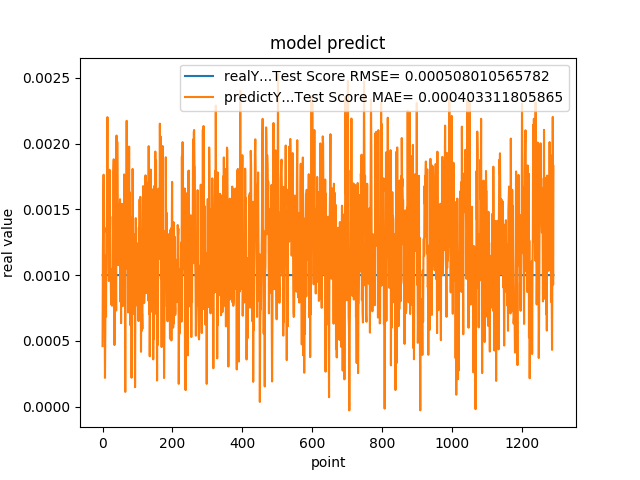 model predict
realY...Test Score RMSE= 0.000508010565782
predictY...Test Score MAE= 0.000403311805865
0.0025
0.0020
0.0015
0.0010
0.0005
0.0000
real value
0 200 400 600 800 1000 1200
point